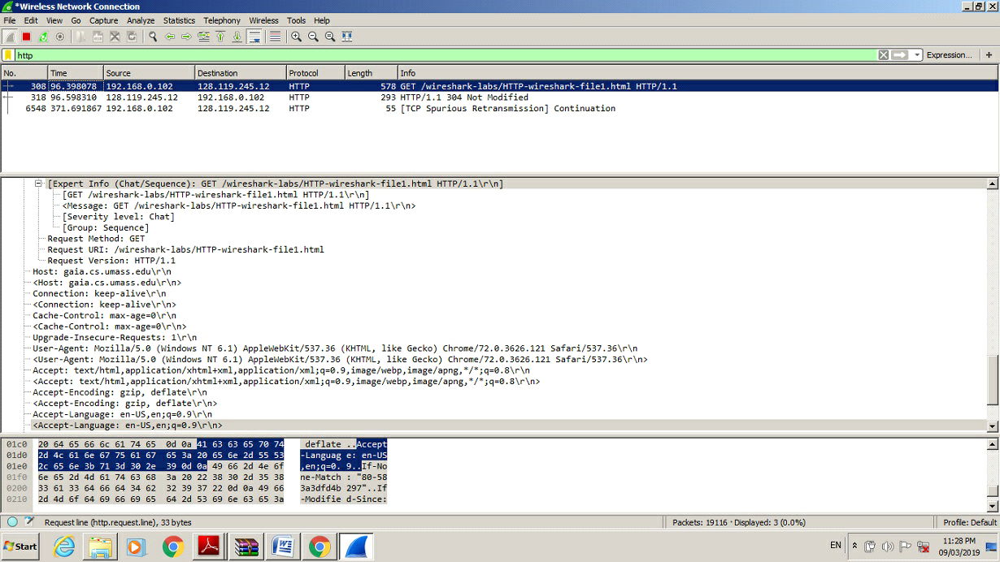 *Wireless Network Connection
File Edit View Go Capture Analyze Statistics Telephony Wireless Tools Help
http
Expression... +
No. Time Source Destination Protocol Length Info
308 96.398078 192.168.0.102 128.119.245.12 HTTP 578 GET /wireshark-labs/HTTP-wireshark-file1.html HTTP/1.1
318 96.598310 128.119.245.12 192.168.0.102 HTTP 293 HTTP/1.1 304 Not Modified
6548 371.691867 192.168.0.102 128.119.245.12 HTTP 55 [TCP Spurious Retransmission] Continuation
[Expert Info (Chat/Sequence): GET /wireshark-labs/HTTP-wireshark-file1.html HTTP/1.1\r\n]
[GET /wireshark-labs/HTTP-wireshark-file1.html HTTP/1.1\r\n]
<Message: GET /wireshark-labs/HTTP-wireshark-file1.html HTTP/1.1\r\n>
[Severity level: Chat]
[Group: Sequence]
Request Method: GET
Request URI: /wireshark-labs/HTTP-wireshark-file1.html
Request Version: HTTP/1.1
Host: gaia.cs.umass.edu\r\n
<Host: gaia.cs.umass.edu\r\n>
Connection: keep-alive\r\n
<Connection: keep-alive\r\n>
Cache-Control: max-age=0\r\n
<Cache-Control: max-age=0\r\n>
Upgrade-Insecure-Requests: 1\r\n
User-Agent: Mozilla/5.0 (Windows NT 6.1) AppleWebKit/537.36 (KHTML, like Gecko) Chrome/72.0.3626.121 Safari/537.36\r\n
<User-Agent: Mozilla/5.0 (Windows NT 6.1) AppleWebKit/537.36 (KHTML, like Gecko) Chrome/72.0.3626.121 Safari/537.36\r\n>
Accept: text/html,application/xhtml+xml,application/xml;q=0.9,image/webp,image/apng,*/*;q=0.8\r\n
<Accept: text/html,application/xhtml+xml,application/xml;q=0.9,image/webp,image/apng,*/*;q=0.8\r\n>
Accept-Encoding: gzip, deflate\r\n
<Accept-Encoding: gzip, deflate\r\n>
Accept-Language: en-US,en;q=0.9\r\n
<Accept-Language: en-US,en;q=0.9\r\n>
01c0 20 64 65 66 6c 61 74 65 0d 0a 41 63 63 65 70 74 deflate ..Accept
01d0 2d 4c 61 6e 67 75 61 67 65 3a 20 65 6e 2d 55 53 -Languag e: en-US
01e0 2c 65 6e 3b 71 3d 30 2e 39 0d 0a 49 66 2d 4e 6f ,en;q=0. 9..If-No
01f0 6e 65 2d 4d 61 74 63 68 3a 20 22 38 30 2d 35 38 ne-Match : "80-58
0200 33 61 33 64 66 64 34 62 32 39 37 22 0d 0a 49 66 3a3dfd4b 297"..If
0210 2d 4d 6f 64 69 66 69 65 64 2d 53 69 6e 63 65 3a -Modifie d-Since:
Request line (http.request.line), 33 bytes Packets: 19116 · Displayed: 3 (0.0%) Profile: Default
Start EN 11:28 PM
09/03/2019